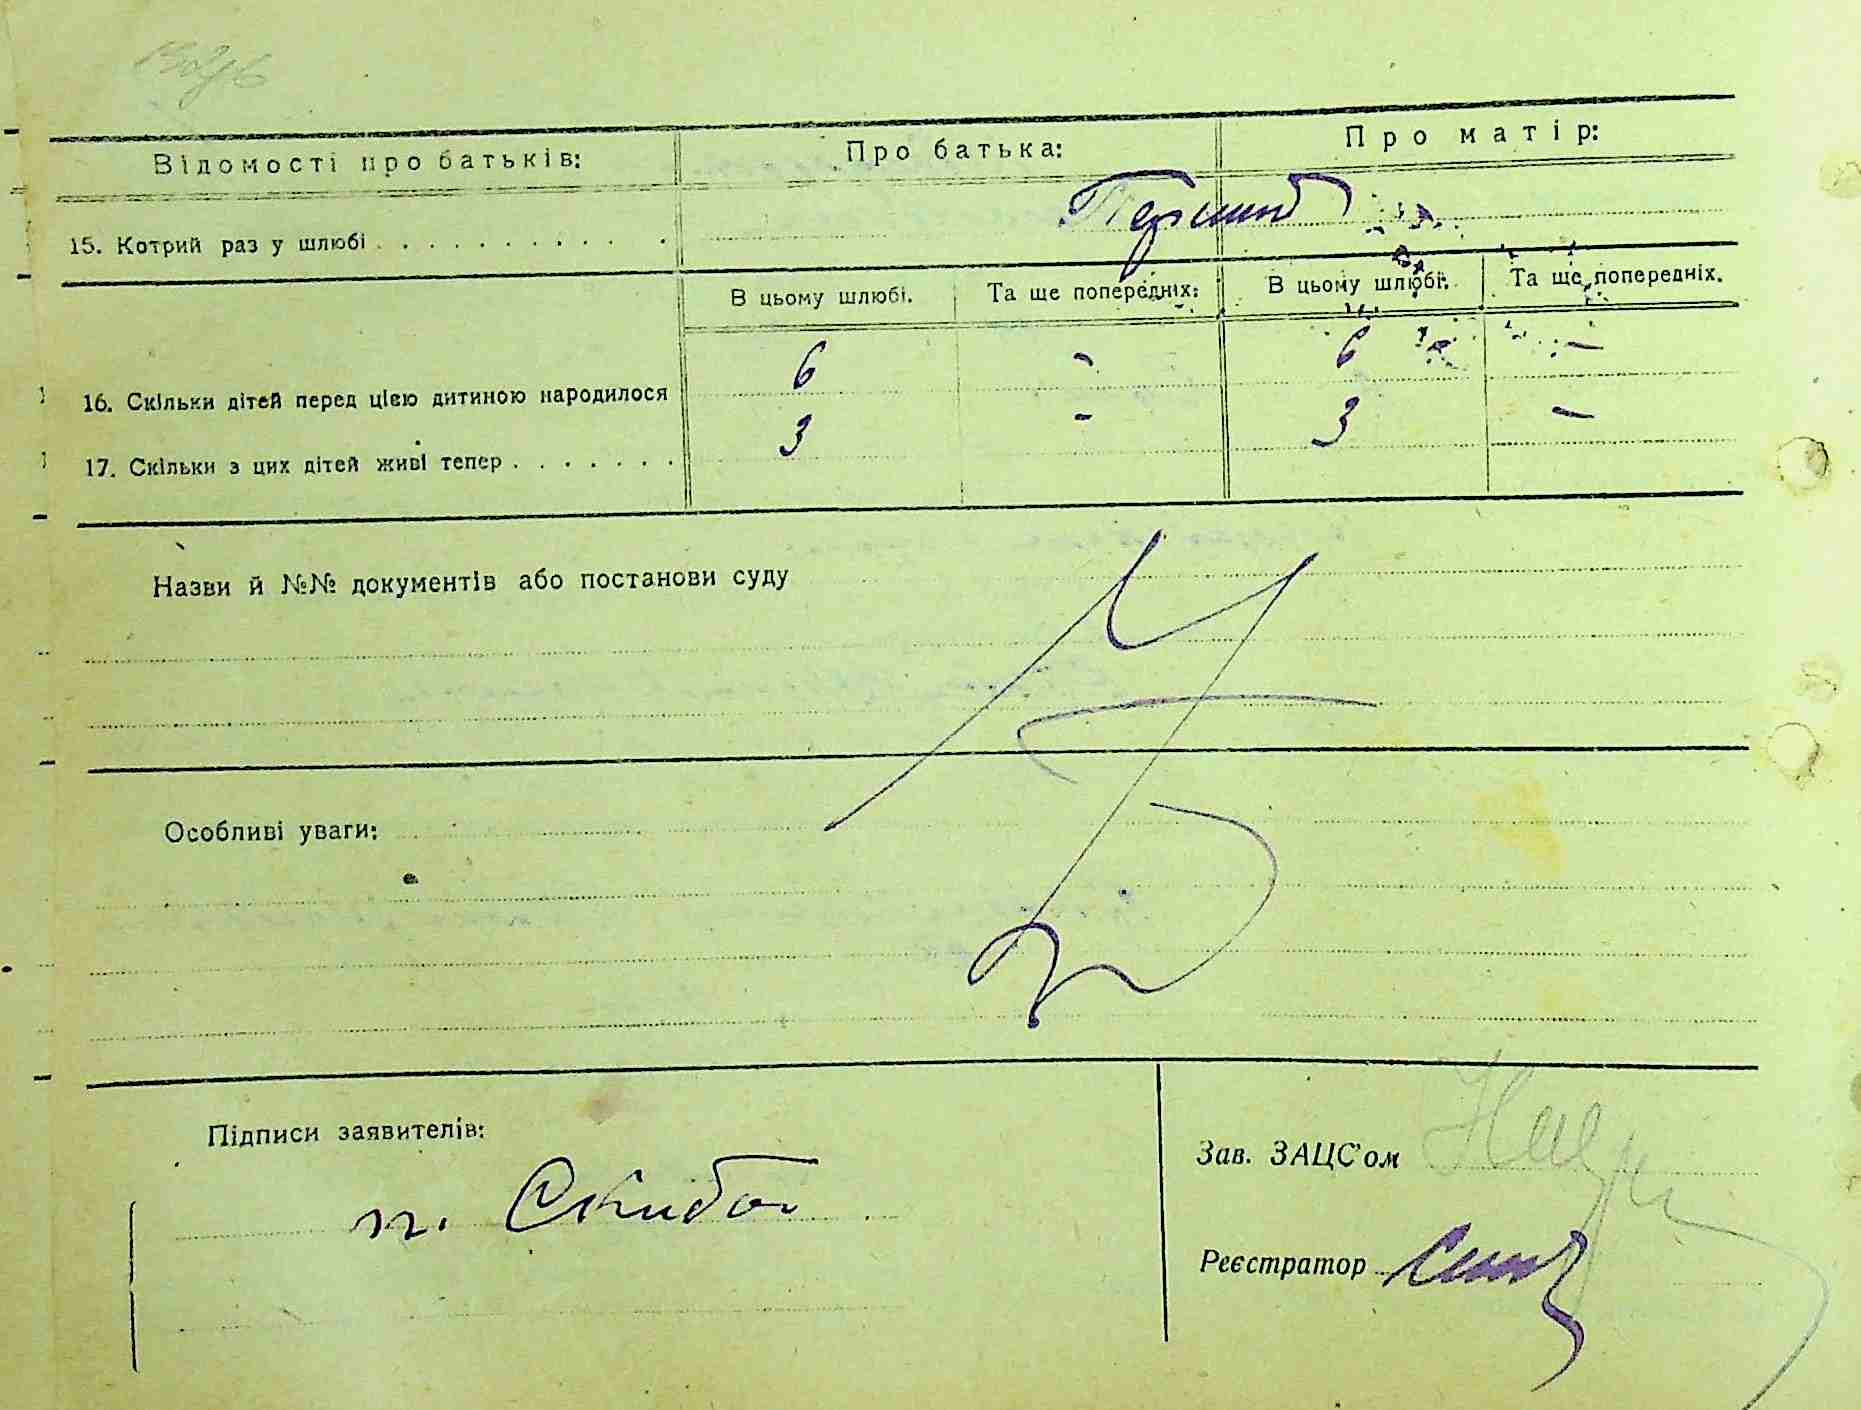 Відомості про батьків: Про батька: Про матір:
15. Котрий раз у шлюбі Перший
В цьому шлюбі. Та ще попередніх: В цьому шлюбі. Та ще попередніх.
16. Скільки дітей перед цією дитиною народилося 6 - 6 -
17. Скільки з цих дітей живі тепер 3 - 3 -
Назви й №№ документів або постанови суду
Особливі уваги:
Підписи заявителів:
Зав. ЗАЦС'ом
п. Скиба
Реєстратор